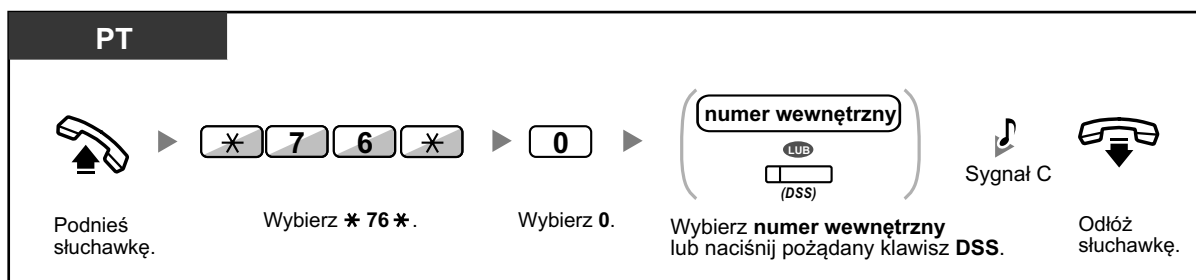 PT
* 7 6 *
0
numer wewnętrzny
LUB
(DSS)
Sygnał C
Podnieś
słuchawkę.
Wybierz * 76 *.
Wybierz 0.
Wybierz numer wewnętrzny
lub naciśnij pożądany klawisz DSS.
Odłóż
słuchawkę.